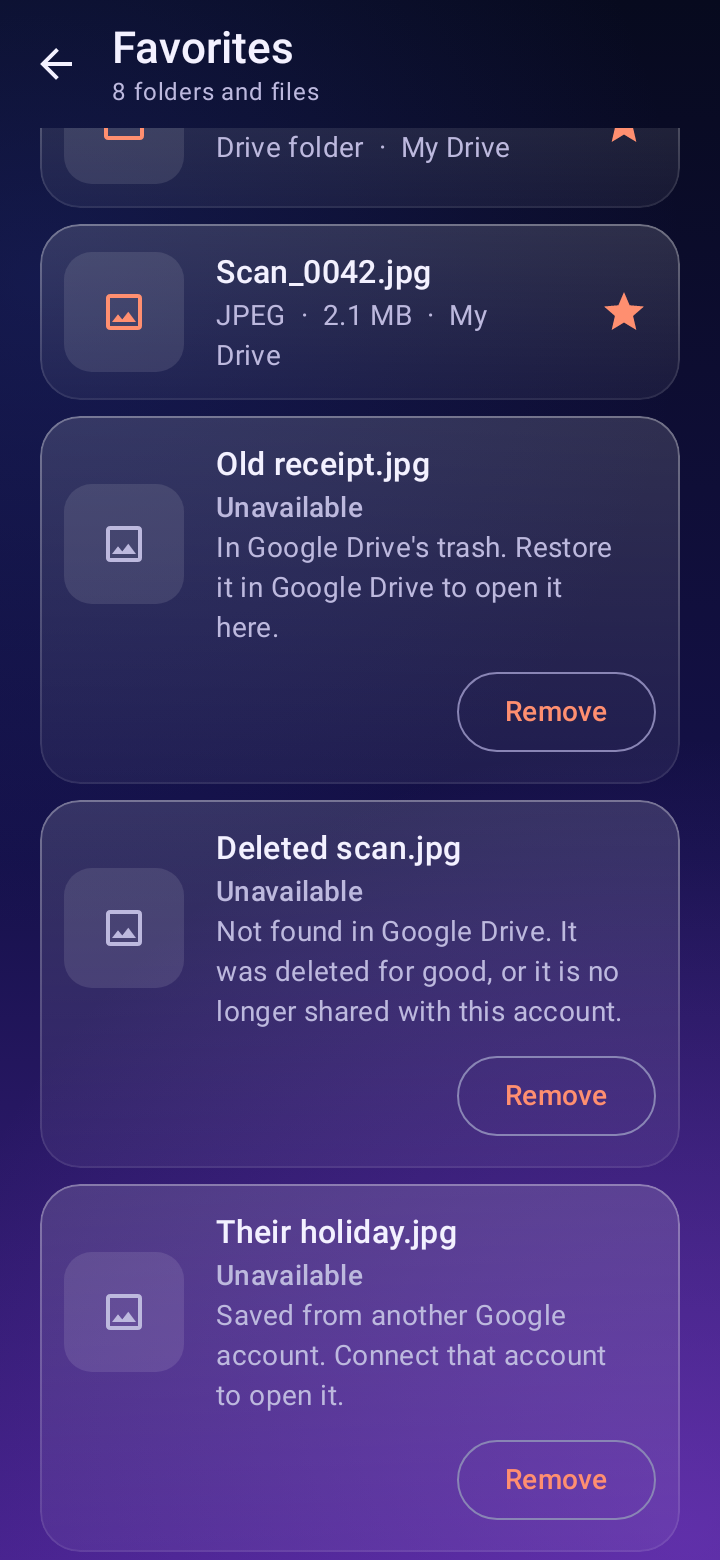 Favorites
8 folders and files
Drive folder · My Drive
Scan_0042.jpg
JPEG · 2.1 MB · My
Drive
Old receipt.jpg
Unavailable
In Google Drive's trash. Restore
it in Google Drive to open it
here.
Remove
Deleted scan.jpg
Unavailable
Not found in Google Drive. It
was deleted for good, or it is no
longer shared with this account.
Remove
Their holiday.jpg
Unavailable
Saved from another Google
account. Connect that account
to open it.
Remove